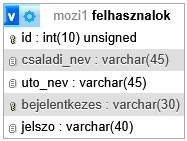 v mozi1 felhasznalok
id : int(10) unsigned
csaladi_nev : varchar(45)
uto_nev : varchar(45)
bejelentkezes : varchar(30)
jelszo : varchar(40)